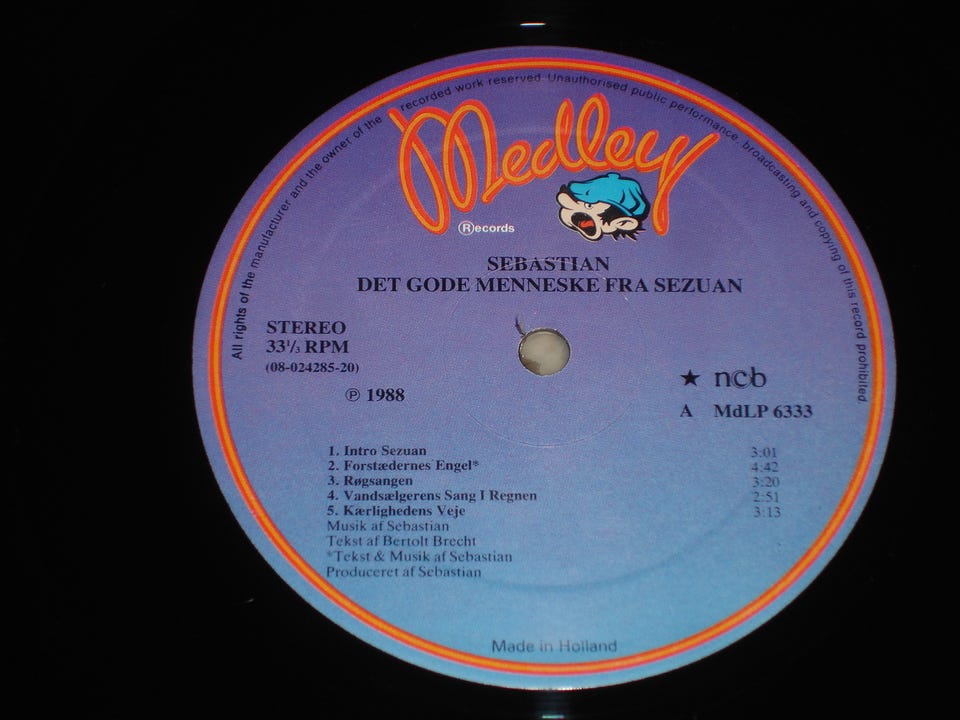 All rights of the manufacturer and the owner of the recorded work reserved. Unauthorised public performance, broadcasting and copying of this record prohibited.
Medley
Ⓡecords
SEBASTIAN
DET GODE MENNESKE FRA SEZUAN
STEREO
33⅓ RPM
(08-024285-20)
℗ 1988
★ n©b
A MdLP 6333
1. Intro Sezuan 3:01
2. Forstædernes Engel* 4:42
3. Røgsangen 3:20
4. Vandsælgerens Sang I Regnen 2:51
5. Kærlighedens Veje 3:13
Musik af Sebastian
Tekst af Bertolt Brecht
*Tekst & Musik af Sebastian
Produceret af Sebastian
Made in Holland